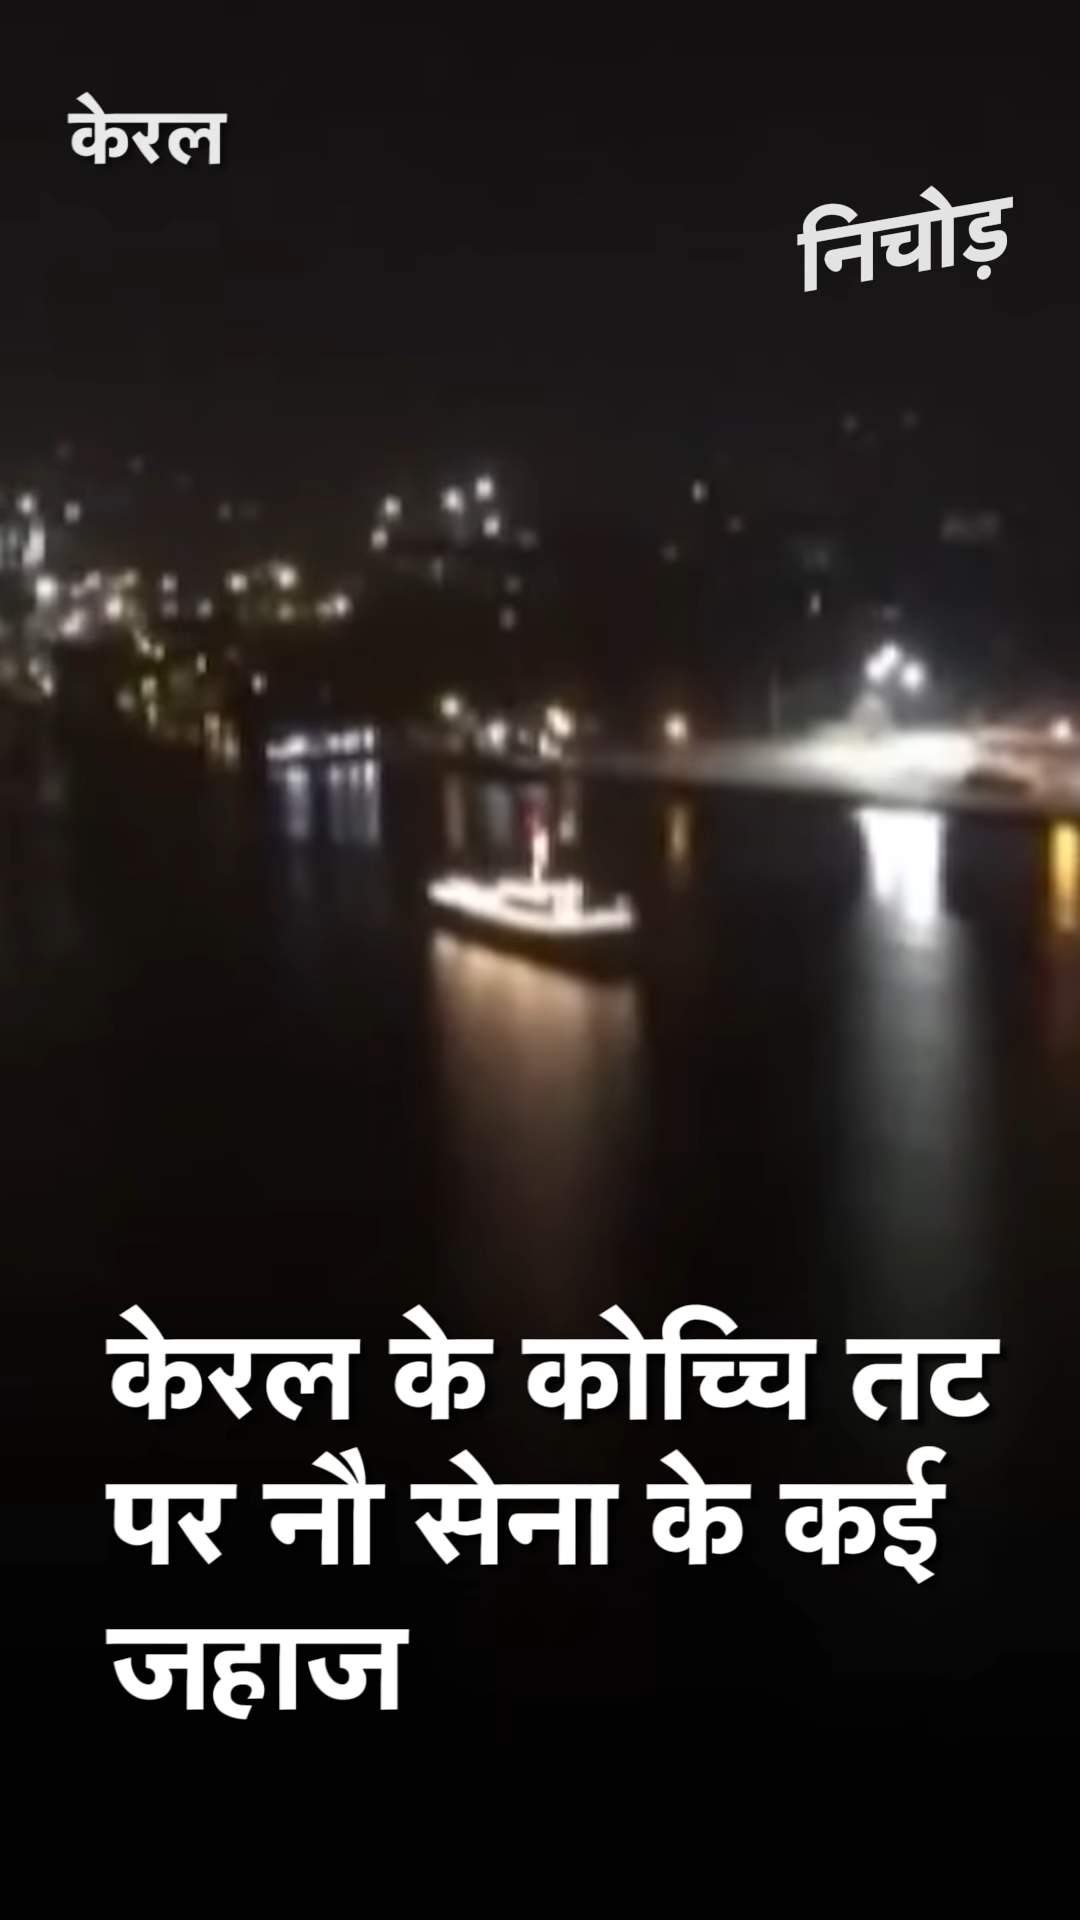 केरल
निचोड़
केरल के कोच्चि तट
पर नौ सेना के कई
जहाज